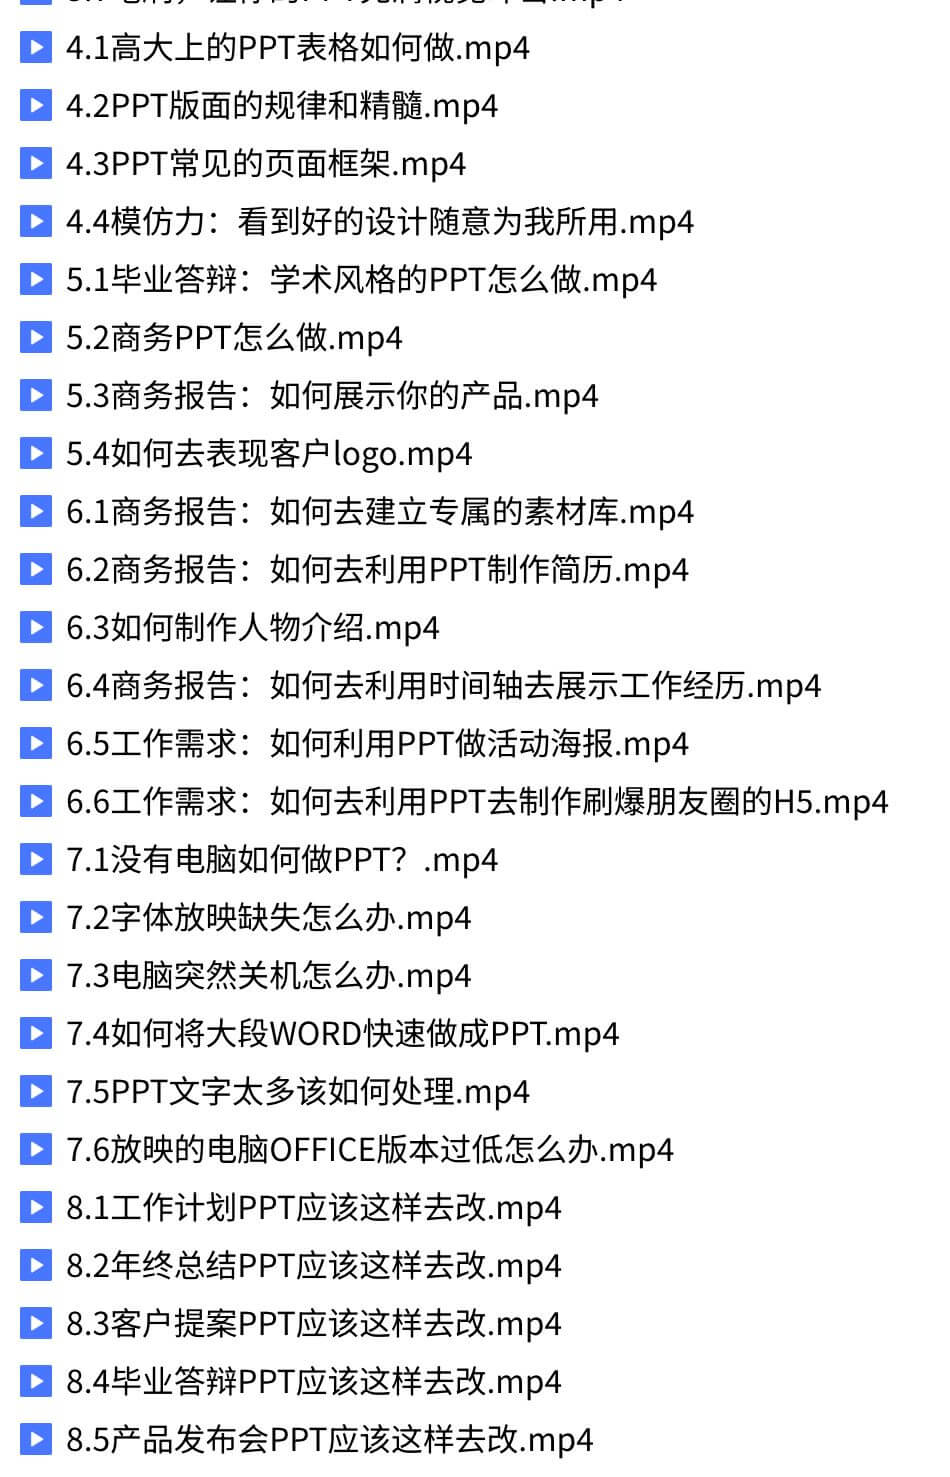 4.1高大上的PPT表格如何做.mp4
4.2PPT版面的规律和精髓.mp4
4.3PPT常见的页面框架.mp4
4.4模仿力：看到好的设计随意为我所用.mp4
5.1毕业答辩：学术风格的PPT怎么做.mp4
5.2商务PPT怎么做.mp4
5.3商务报告：如何展示你的产品.mp4
5.4如何去表现客户logo.mp4
6.1商务报告：如何去建立专属的素材库.mp4
6.2商务报告：如何去利用PPT制作简历.mp4
6.3如何制作人物介绍.mp4
6.4商务报告：如何去利用时间轴去展示工作经历.mp4
6.5工作需求：如何利用PPT做活动海报.mp4
6.6工作需求：如何去利用PPT去制作刷爆朋友圈的H5.mp4
7.1没有电脑如何做PPT？.mp4
7.2字体放映缺失怎么办.mp4
7.3电脑突然关机怎么办.mp4
7.4如何将大段WORD快速做成PPT.mp4
7.5PPT文字太多该如何处理.mp4
7.6放映的电脑OFFICE版本过低怎么办.mp4
8.1工作计划PPT应该这样去改.mp4
8.2年终总结PPT应该这样去改.mp4
8.3客户提案PPT应该这样去改.mp4
8.4毕业答辩PPT应该这样去改.mp4
8.5产品发布会PPT应该这样去改.mp4